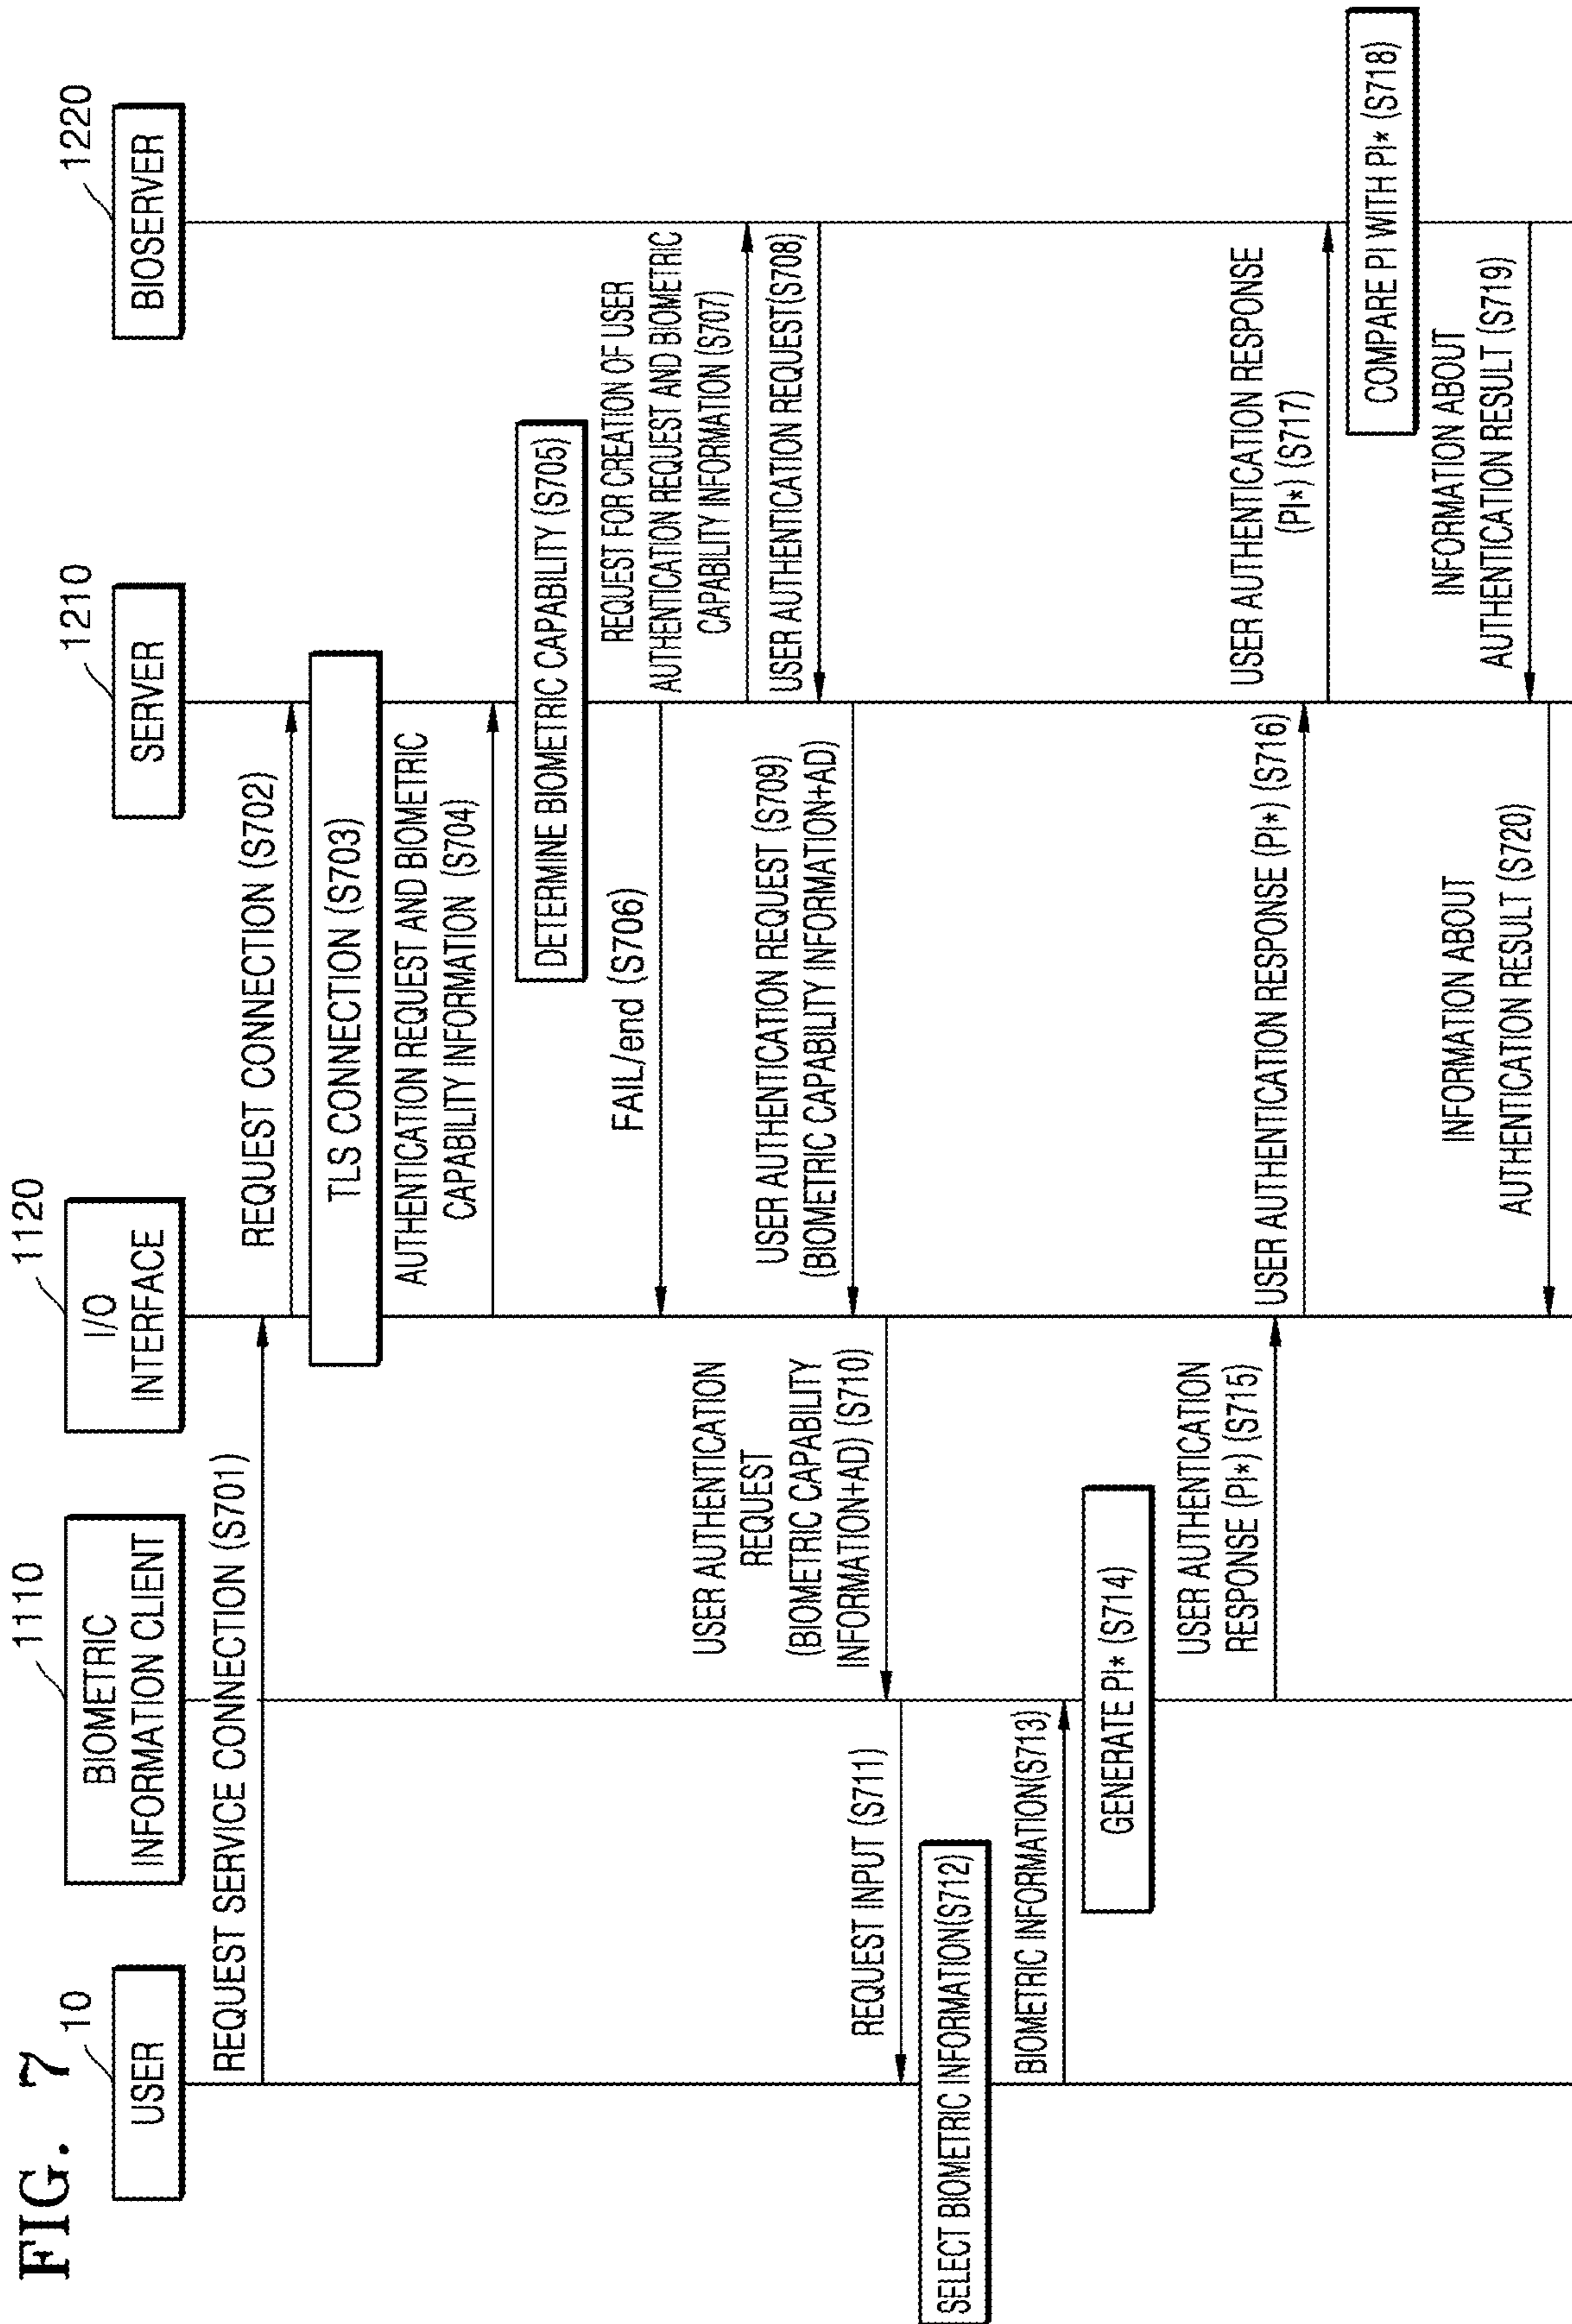 FIG. 7
10
USER
1110
BIOMETRIC
INFORMATION CLIENT
1120
I/O
INTERFACE
1210
SERVER
1220
BIOSERVER
REQUEST SERVICE CONNECTION (S701)
REQUEST CONNECTION (S702)
TLS CONNECTION (S703)
AUTHENTICATION REQUEST AND BIOMETRIC
CAPABILITY INFORMATION (S704)
DETERMINE BIOMETRIC CAPABILITY (S705)
FAIL/end (S706)
REQUEST FOR CREATION OF USER
AUTHENTICATION REQUEST AND BIOMETRIC
CAPABILITY INFORMATION (S707)
USER AUTHENTICATION REQUEST(S708)
USER AUTHENTICATION REQUEST (S709)
(BIOMETRIC CAPABILITY INFORMATION+AD)
USER AUTHENTICATION
REQUEST
(BIOMETRIC CAPABILITY
INFORMATION+AD) (S710)
REQUEST INPUT (S711)
SELECT BIOMETRIC INFORMATION(S712)
BIOMETRIC INFORMATION(S713)
GENERATE PI* (S714)
USER AUTHENTICATION
RESPONSE (PI*) (S715)
USER AUTHENTICATION RESPONSE (PI*) (S716)
USER AUTHENTICATION RESPONSE
(PI*) (S717)
COMPARE PI WITH PI* (S718)
INFORMATION ABOUT
AUTHENTICATION RESULT (S719)
INFORMATION ABOUT
AUTHENTICATION RESULT (S720)